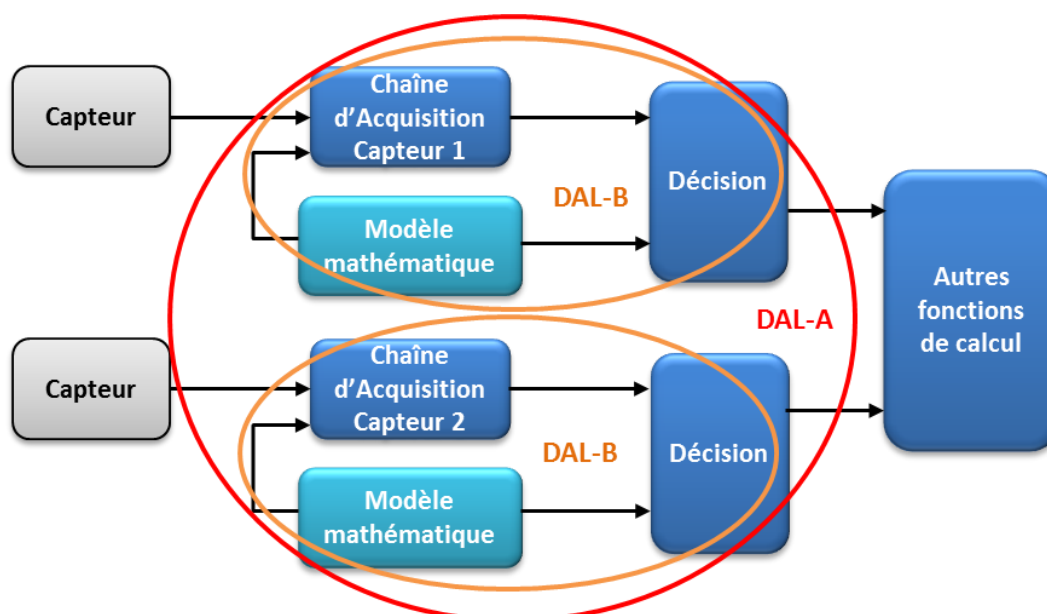 Capteur
Chaîne
d'Acquisition
Capteur 1
Modèle
mathématique
DAL-B
Décision
DAL-A
Autres
fonctions
de calcul
Capteur
Chaîne
d'Acquisition
Capteur 2
Modèle
mathématique
DAL-B
Décision